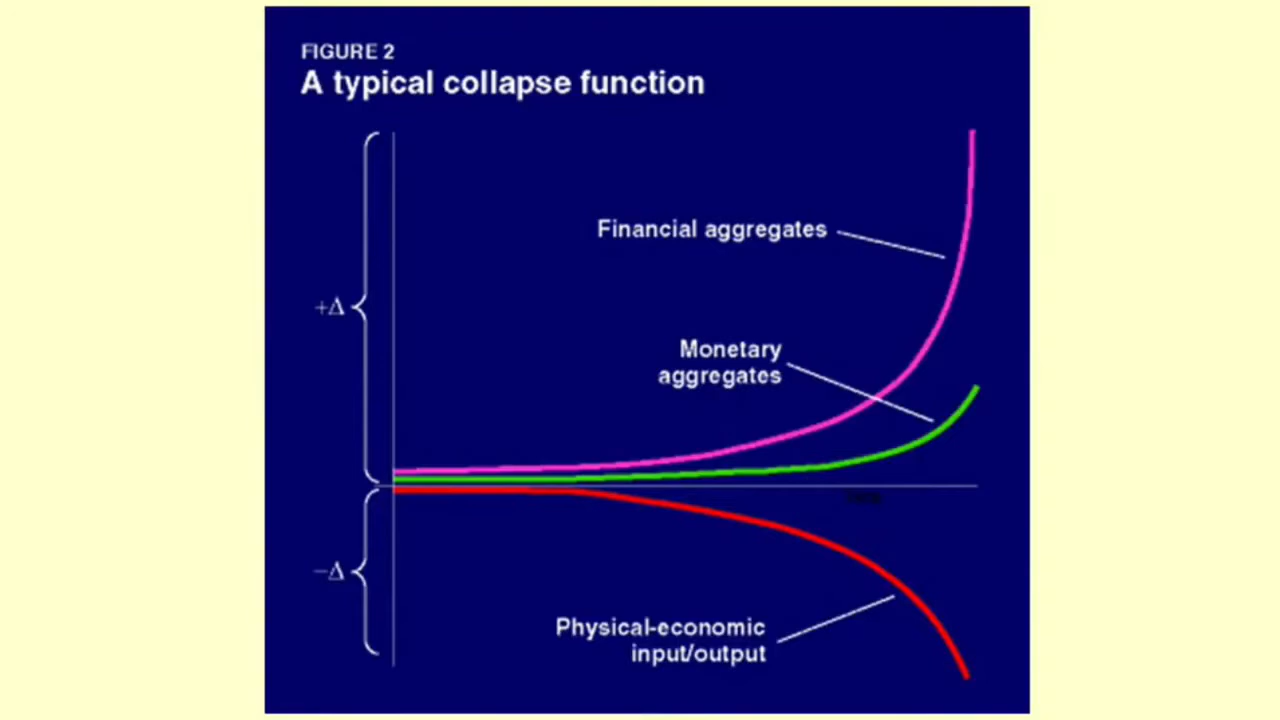 FIGURE 2
A typical collapse function
Financial aggregates
+Δ
Monetary
aggregates
−Δ
Physical-economic
input/output